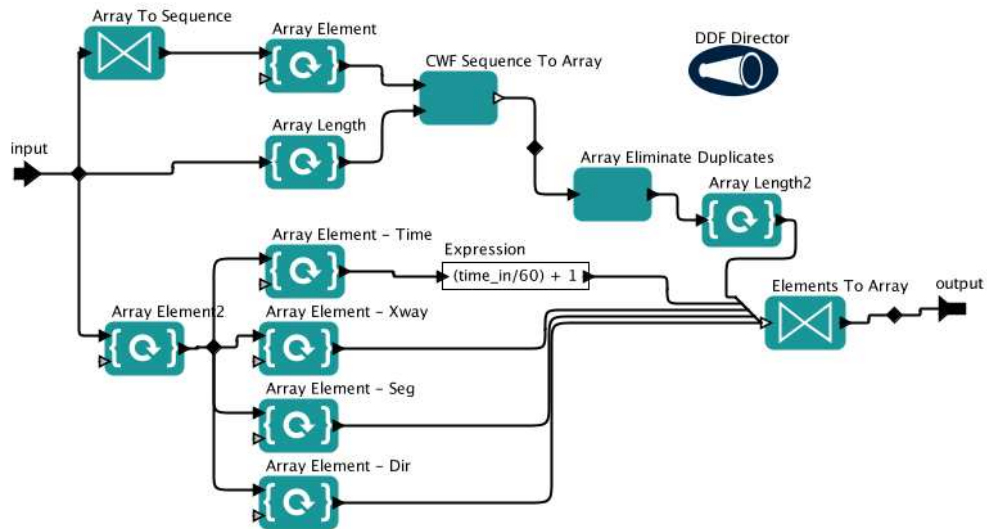 Array To Sequence
Array Element
DDF Director
CWF Sequence To Array
Array Length
input
Array Eliminate Duplicates
Array Length2
Array Element - Time
Expression
(time_in/60) + 1
Elements To Array
output
Array Element2
Array Element - Xway
Array Element - Seg
Array Element - Dir